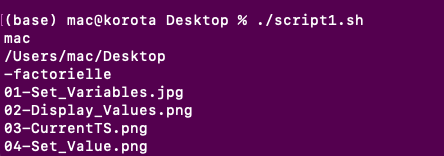 (base) mac@korota Desktop % ./script1.sh
mac
/Users/mac/Desktop
-factorielle
01-Set_Variables.jpg
02-Display_Values.png
03-CurrentTS.png
04-Set_Value.png